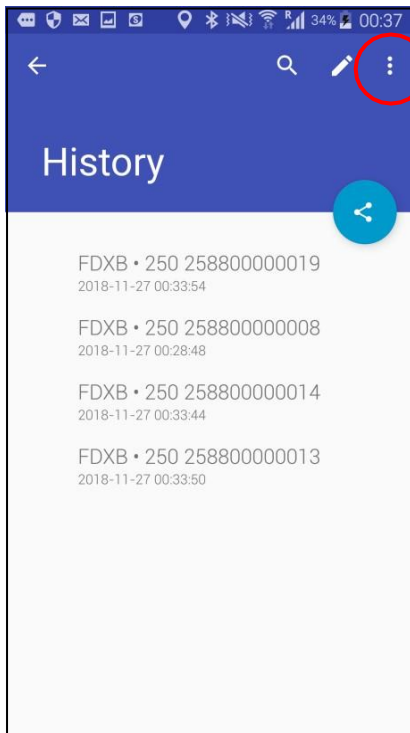 R 34% 00:37
History
FDXB • 250 258800000019
2018-11-27 00:33:54
FDXB • 250 258800000008
2018-11-27 00:28:48
FDXB • 250 258800000014
2018-11-27 00:33:44
FDXB • 250 258800000013
2018-11-27 00:33:50